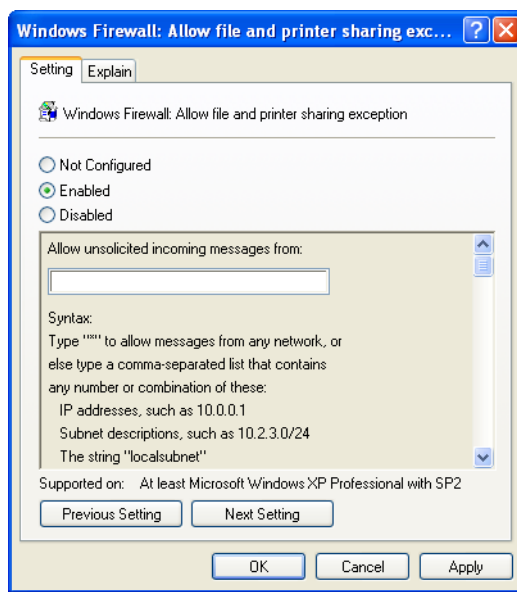 Windows Firewall: Allow file and printer sharing exc...
Setting
Explain
Windows Firewall: Allow file and printer sharing exception
Not Configured
Enabled
Disabled
Allow unsolicited incoming messages from:
Syntax:
Type "*" to allow messages from any network, or
else type a comma-separated list that contains
any number or combination of these:
IP addresses, such as 10.0.0.1
Subnet descriptions, such as 10.2.3.0/24
The string "localsubnet"
Supported on: At least Microsoft Windows XP Professional with SP2
Previous Setting
Next Setting
OK
Cancel
Apply